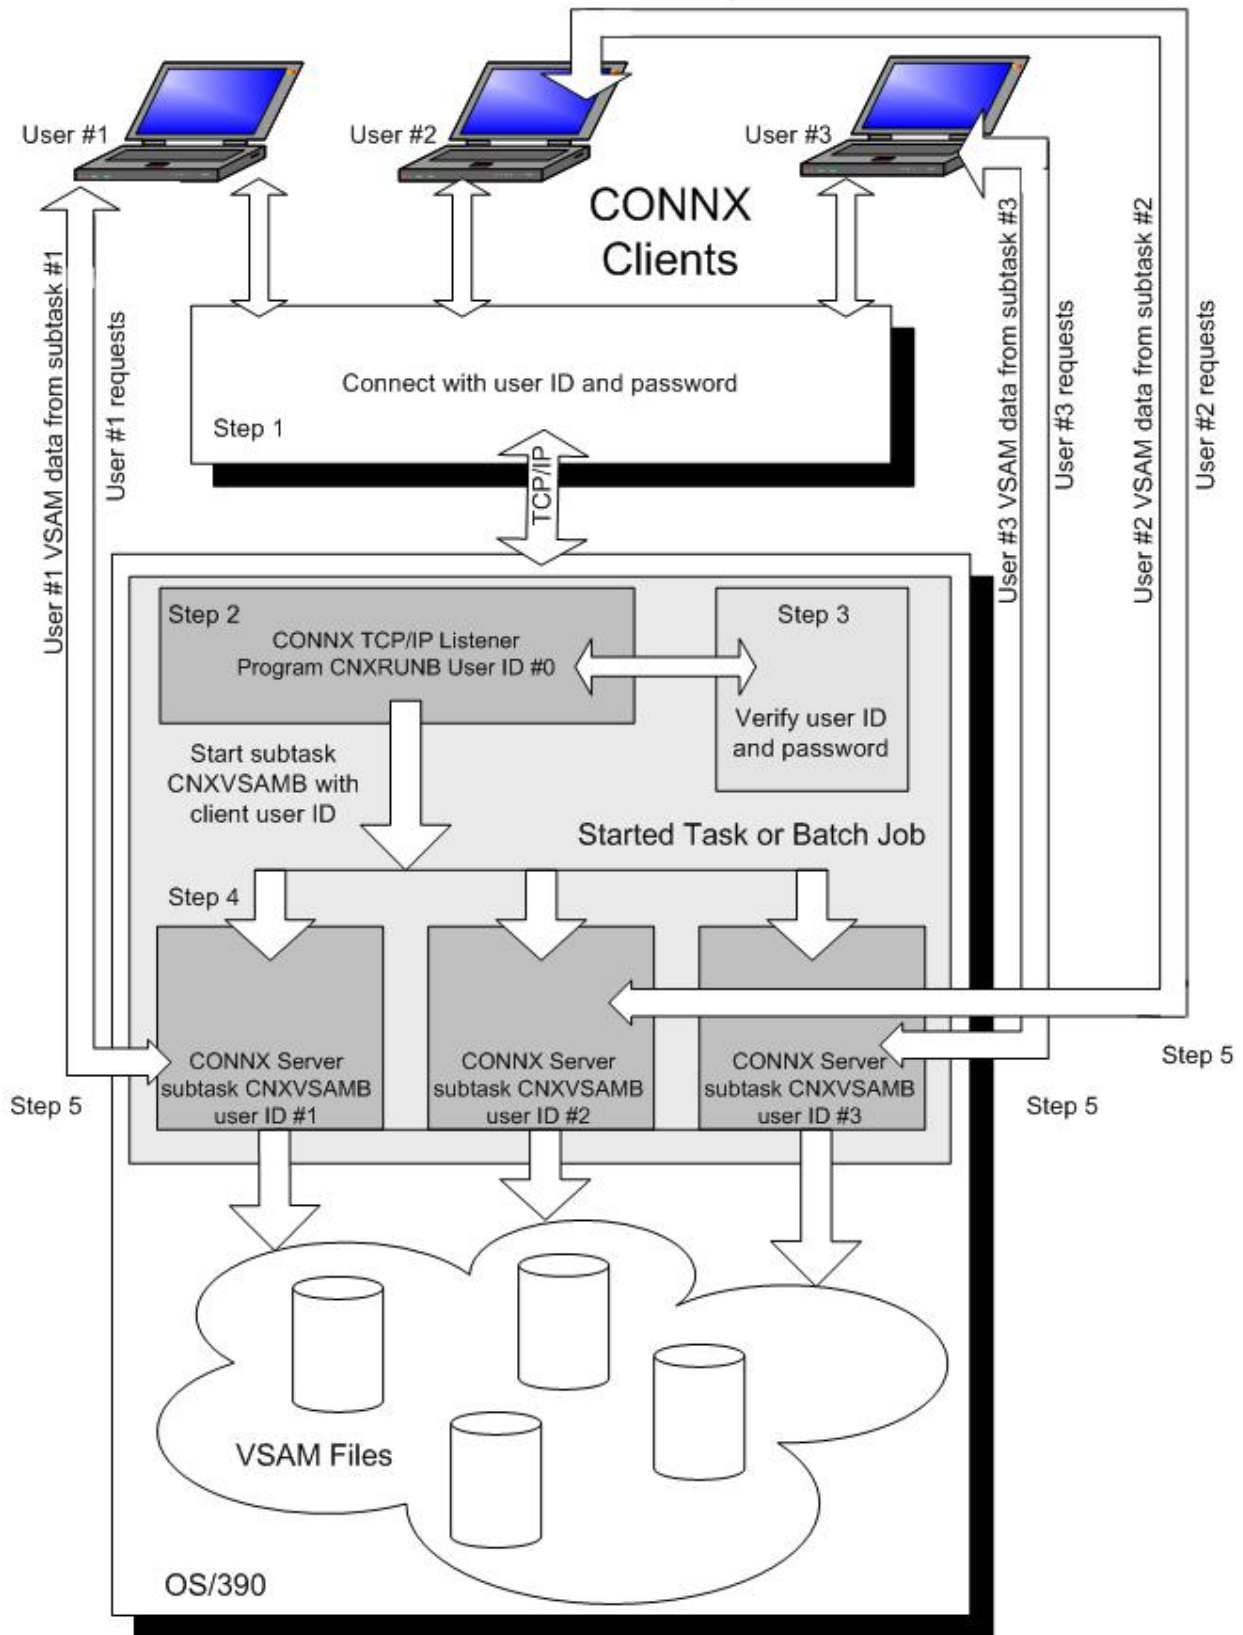 User #1
User #2
User #3
CONNX
Clients
User #1 VSAM data from subtask #1
User #1 requests
User #3 VSAM data from subtask #3
User #3 requests
User #2 VSAM data from subtask #2
User #2 requests
Connect with user ID and password
Step 1
TCP/IP
Step 2
CONNX TCP/IP Listener
Program CNXRUNB User ID #0
Step 3
Verify user ID
and password
Start subtask
CNXVSAMB with
client user ID
Started Task or Batch Job
Step 4
CONNX Server
subtask CNXVSAMB
user ID #1
CONNX Server
subtask CNXVSAMB
user ID #2
CONNX Server
subtask CNXVSAMB
user ID #3
Step 5
Step 5
Step 5
VSAM Files
OS/390